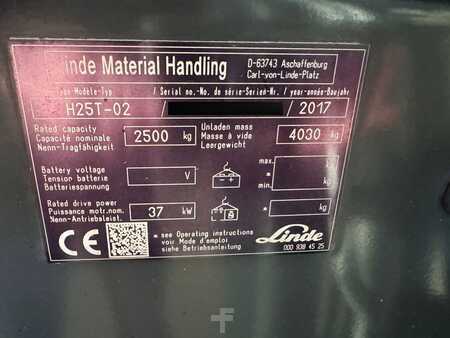 Linde Material Handling
D-63743 Aschaffenburg
Carl-von-Linde-Platz
Type-Modèle-Typ / Serial no.-No. de série-Serien-Nr. / year-année-Baujahr
H25T-02 / / 2017
Rated capacity
Capacité nominale 2500 kg
Nenn-Tragfähigkeit
Unladen mass
Masse à vide 4030 kg
Leergewicht
Battery voltage
Tension batterie V
Batteriespannung
max.
* kg
min.
* kg
Rated drive power
Puissance motr.nom. 37 kW
Nenn-Antriebsleist.
* kg
CE
* see Operating instructions
voir Mode d'emploi
siehe Betriebsanleitung
Linde
000 938 45 25